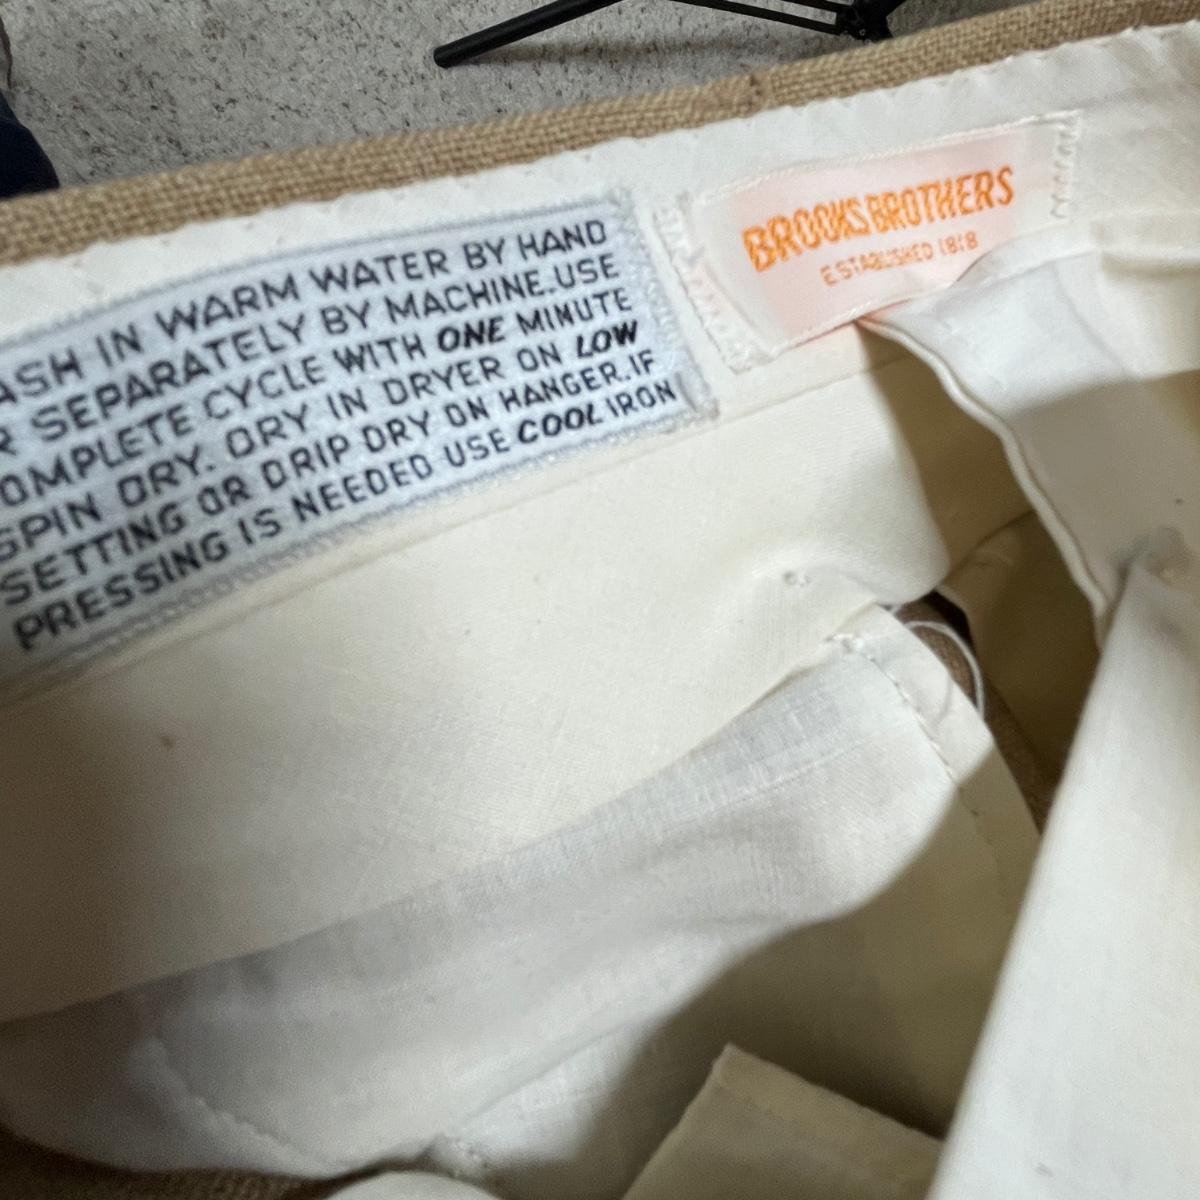 ASH IN WARM WATER BY HAND
R SEPARATELY BY MACHINE.USE
OMPLETE CYCLE WITH ONE MINUTE
SPIN DRY. DRY IN DRYER ON LOW
SETTING OR DRIP DRY ON HANGER.IF
PRESSING IS NEEDED USE COOL IRON
BROOKS BROTHERS
ESTABLISHED 1818